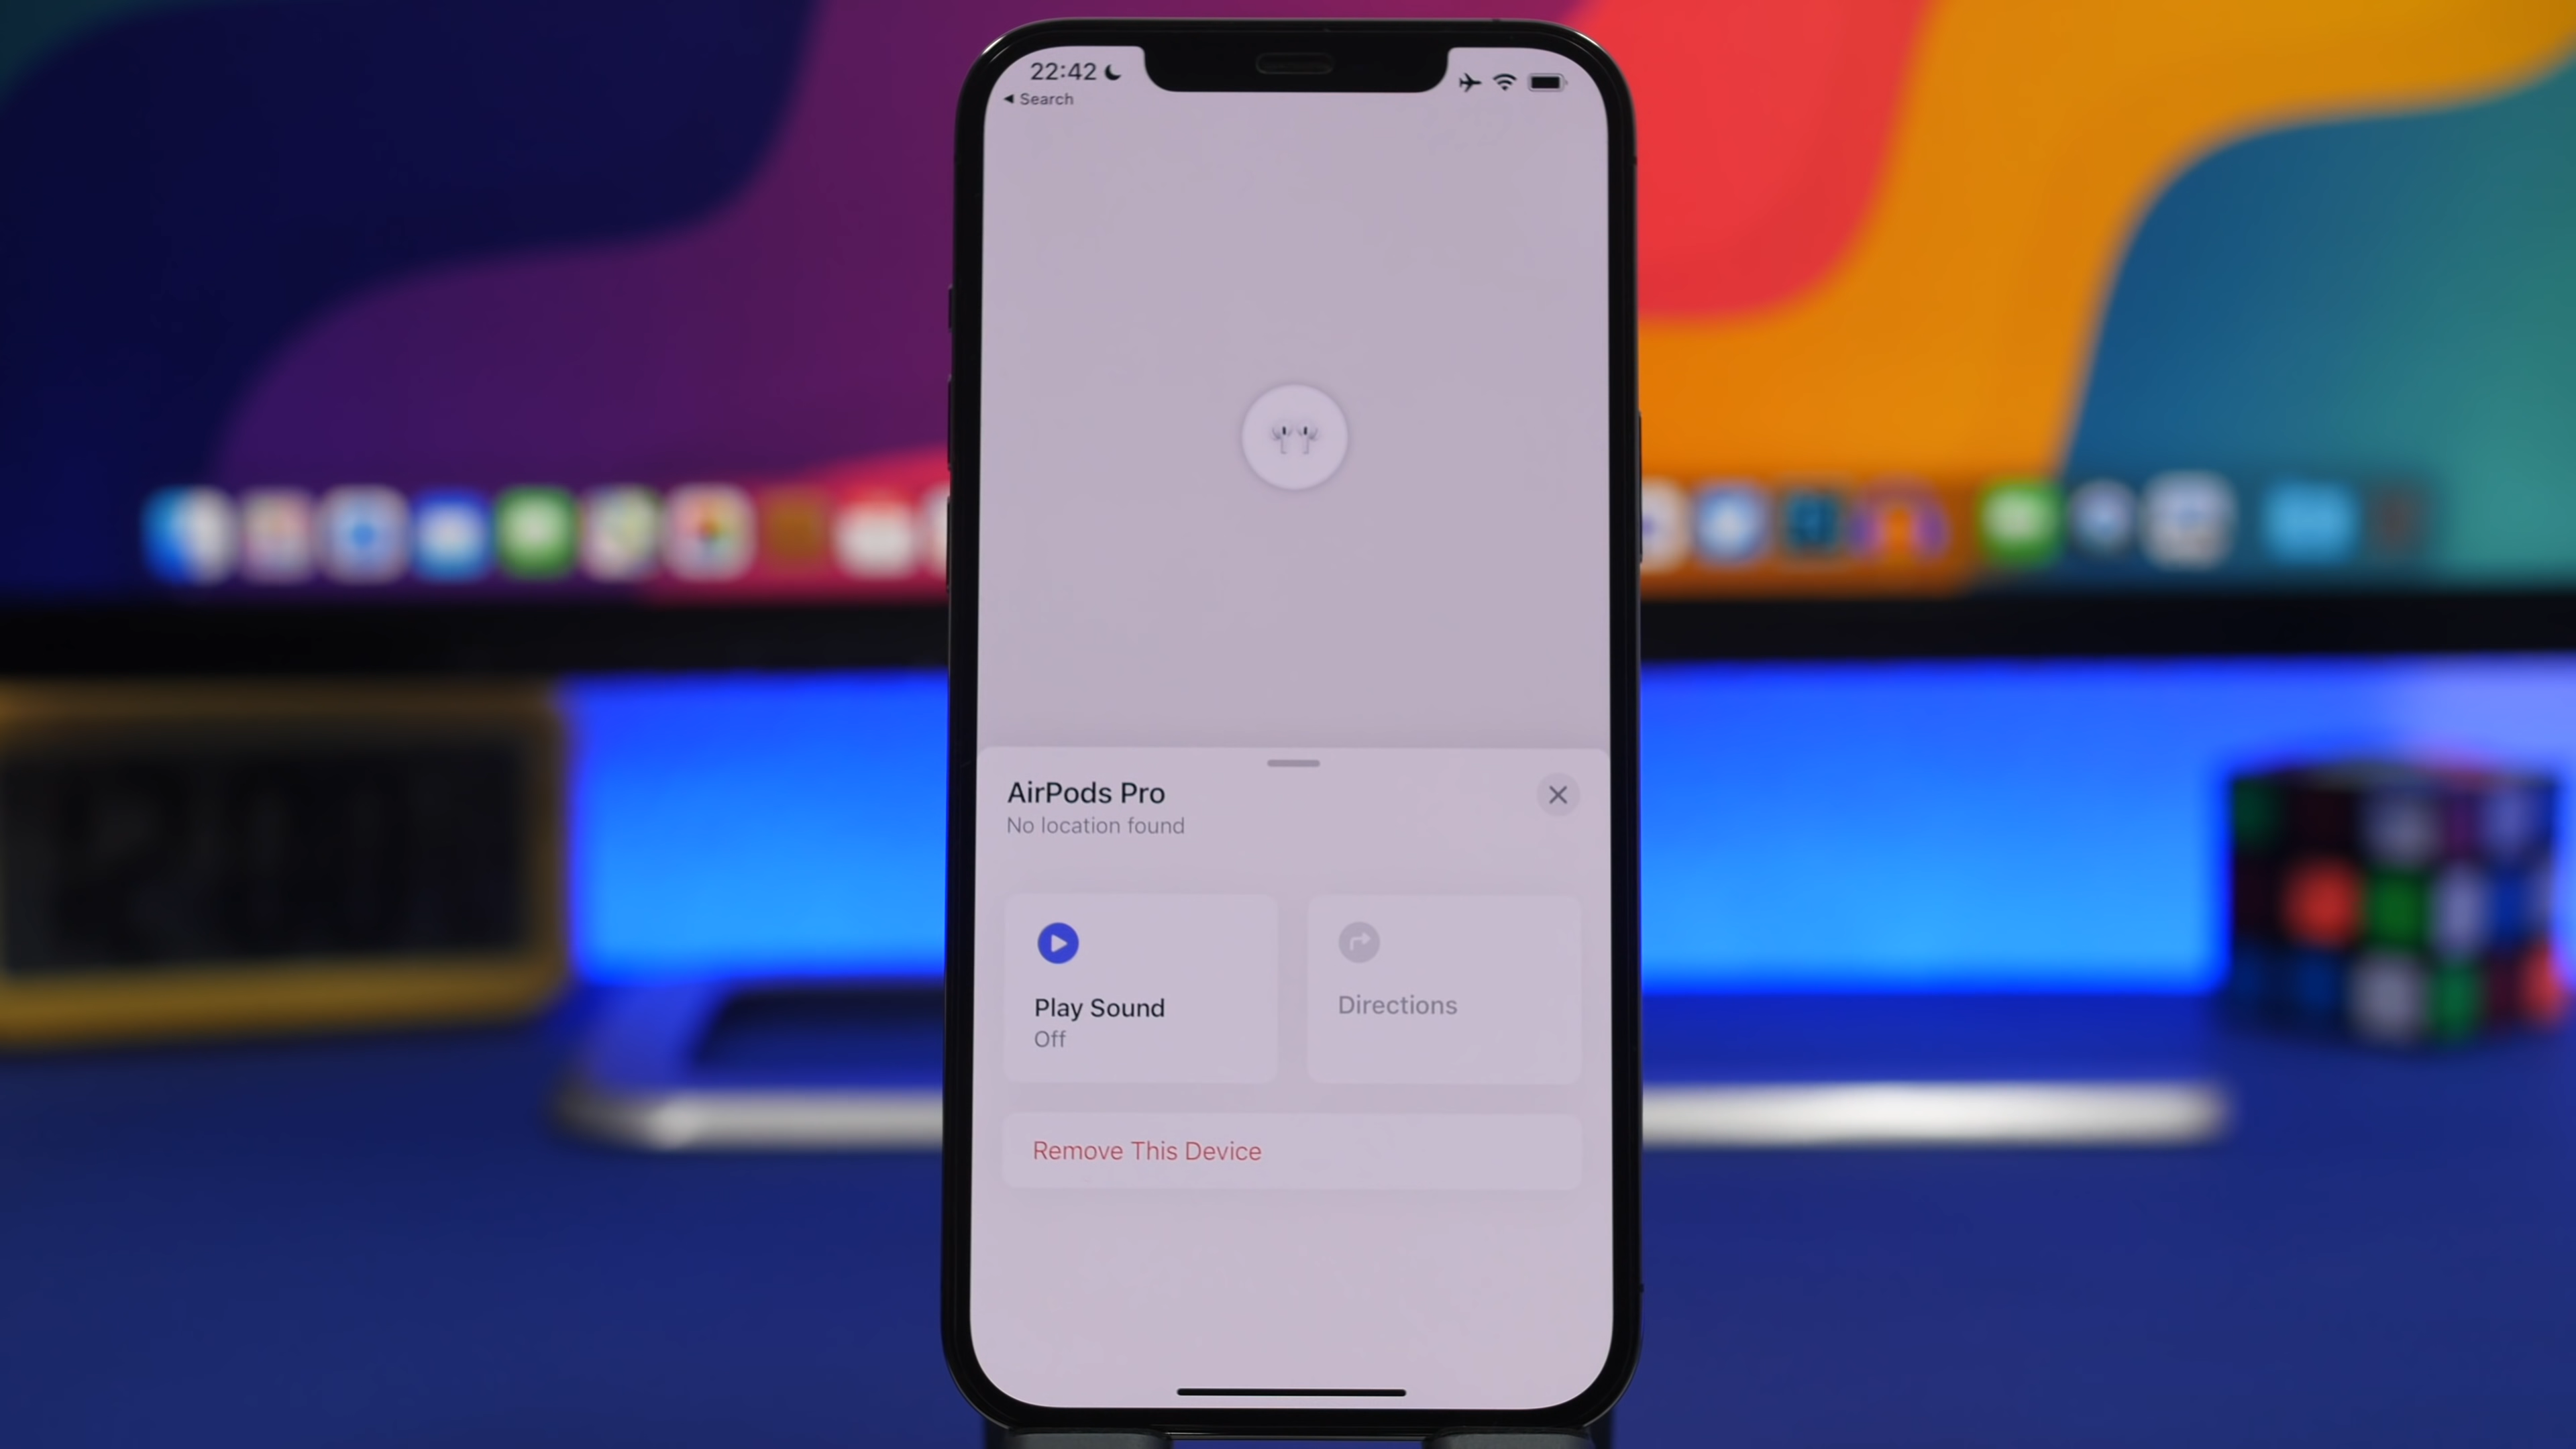 22:42
◀ Search
AirPods Pro
No location found
Play Sound
Off
Directions
Remove This Device